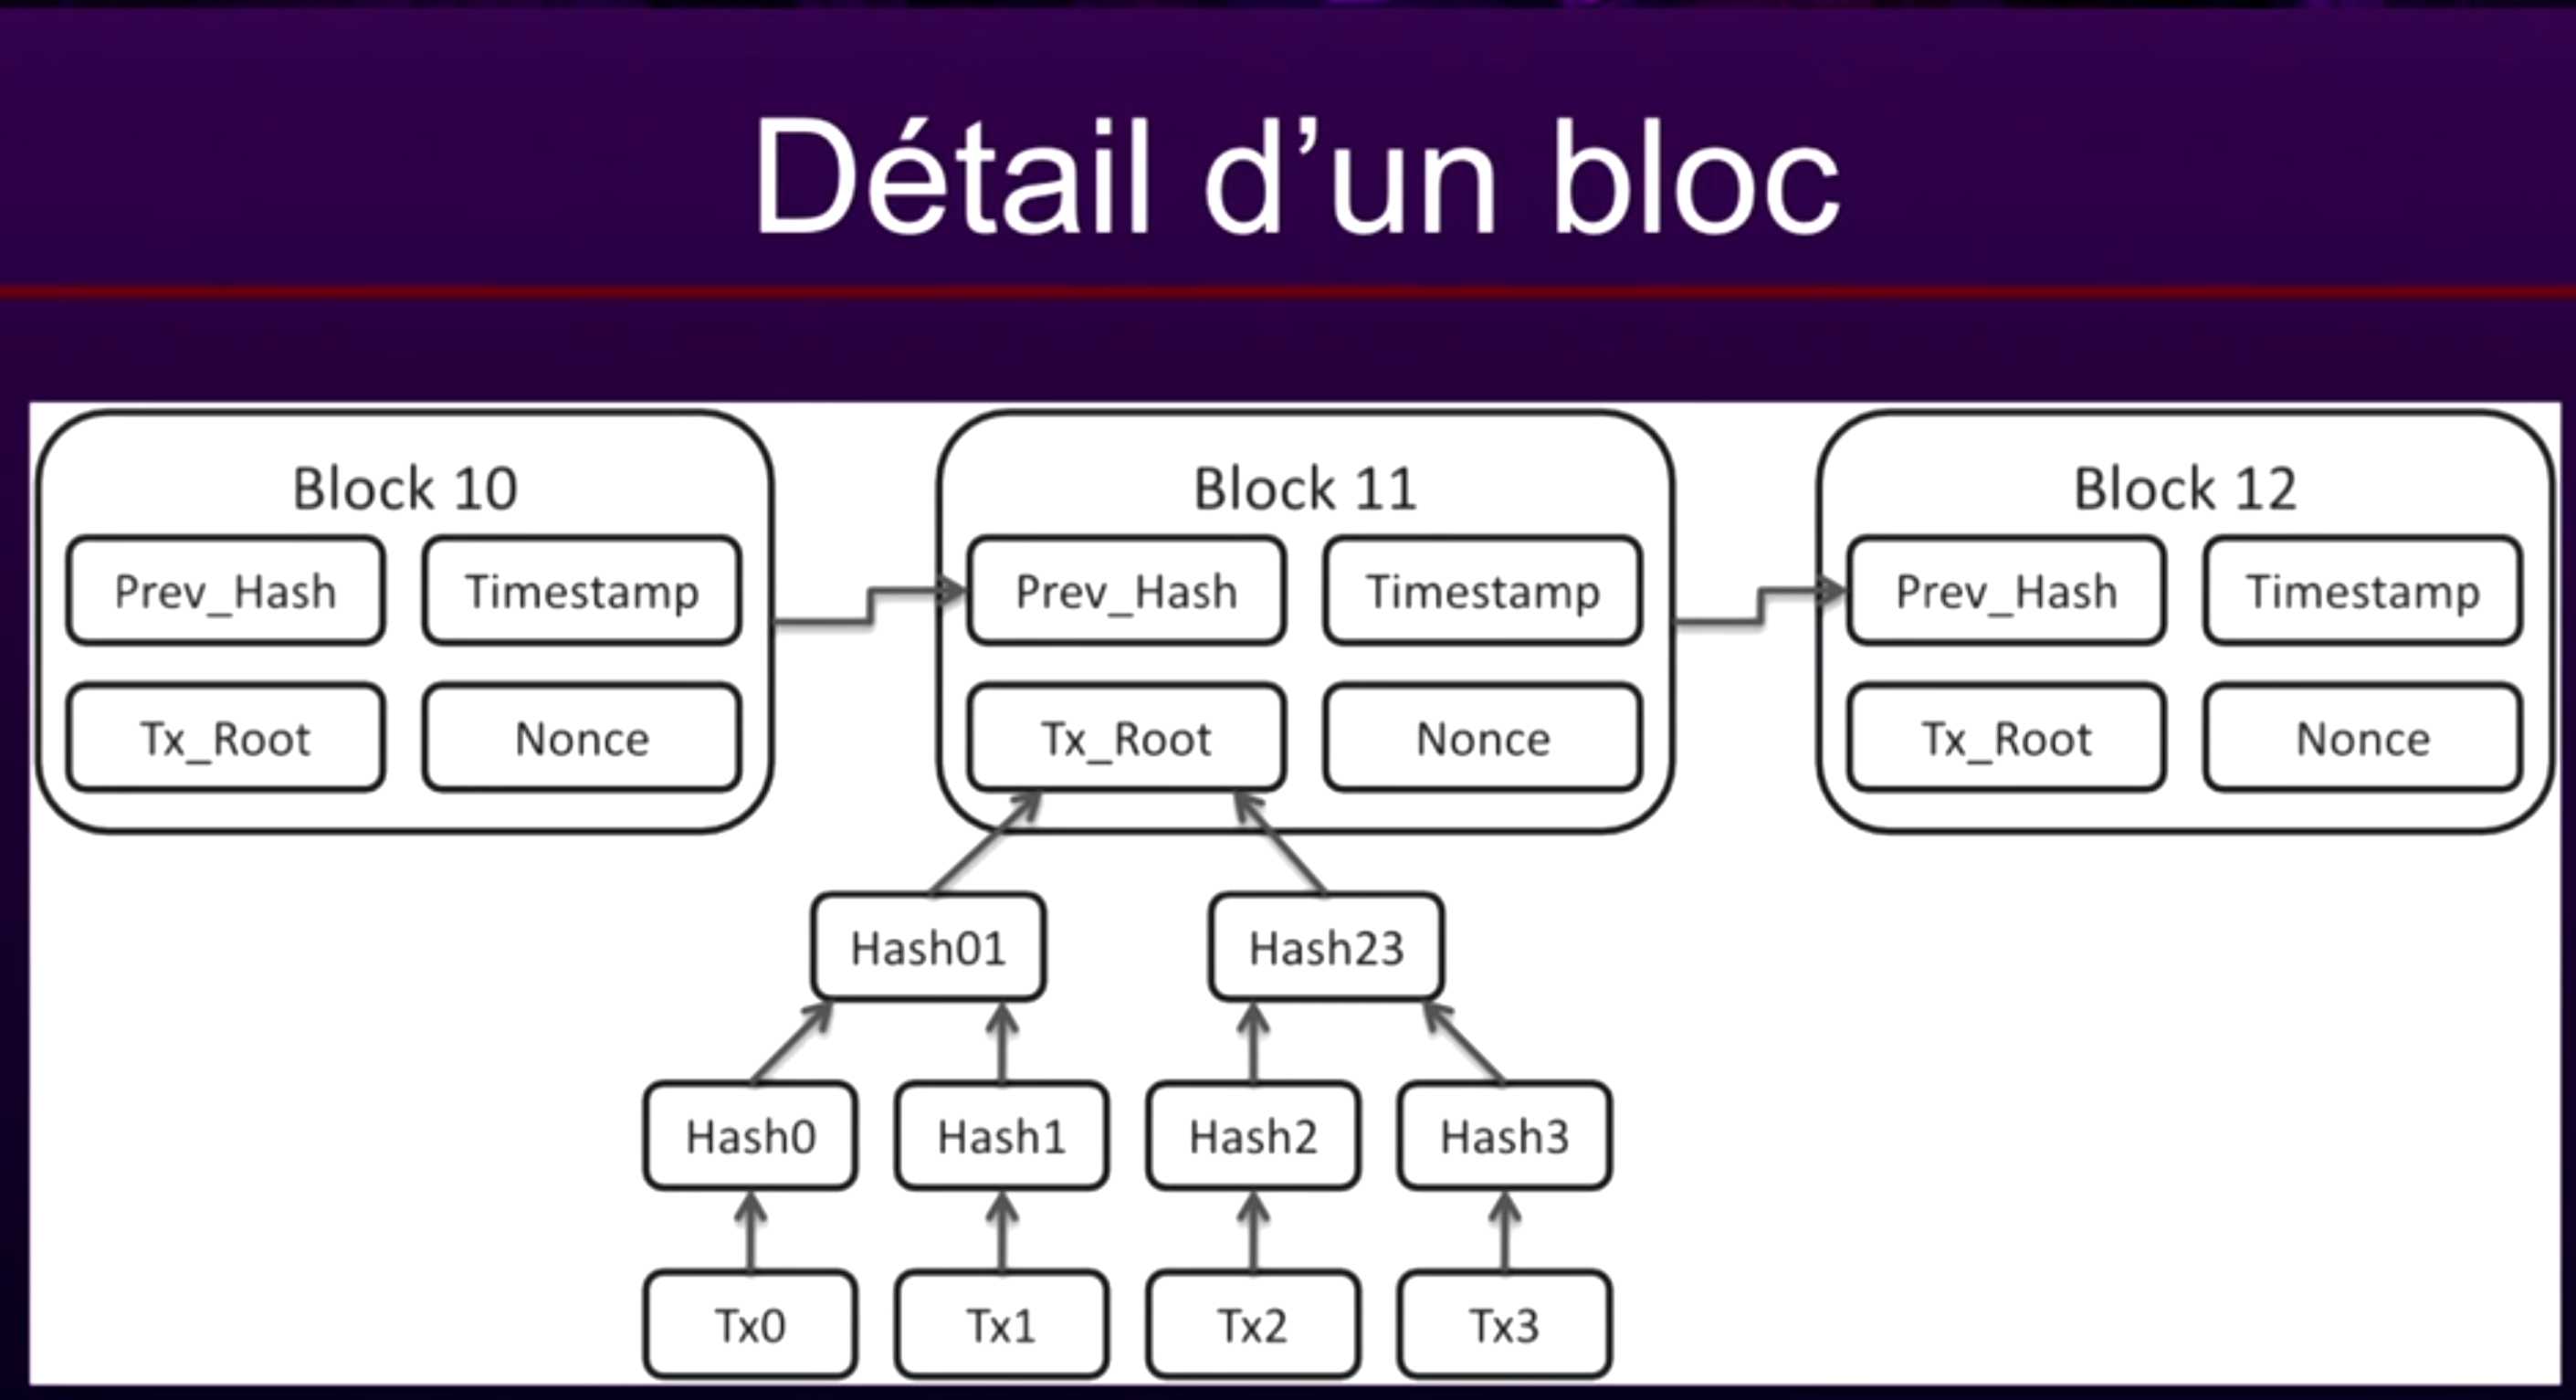 Détail d’un bloc
Block 10
Block 11
Block 12
Prev_Hash
Timestamp
Prev_Hash
Timestamp
Prev_Hash
Timestamp
Tx_Root
Nonce
Tx_Root
Nonce
Tx_Root
Nonce
Hash01
Hash23
Hash0
Hash1
Hash2
Hash3
Tx0
Tx1
Tx2
Tx3